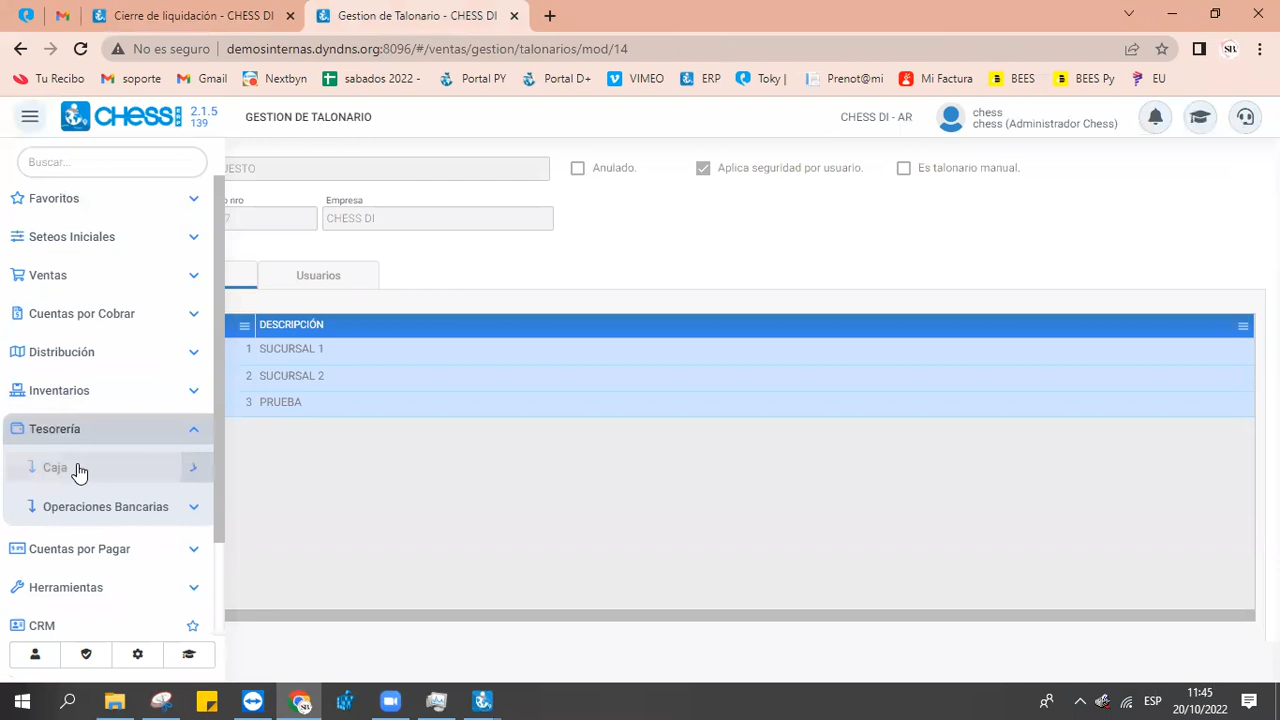 Cierre de liquidación - CHESS DI
Gestion de Talonario - CHESS DI
No es seguro
demosinternas.dyndns.org:8096/#/ventas/gestion/talonarios/mod/14
SR
Tu Recibo
soporte
Gmail
Nextbyn
sabados 2022 -
Portal PY
Portal D+
VIMEO
ERP
Toky |
Prenot@mi
Mi Factura
BEES
BEES Py
EU
CHESS
2.1.5
139
GESTION DE TALONARIO
CHESS DI - AR
chess
chess (Administrador Chess)
Buscar...
UESTO
Anulado.
Aplica seguridad por usuario.
Es talonario manual.
Favoritos
o nro
Empresa
7
CHESS DI
Seteos Iniciales
Ventas
Usuarios
Cuentas por Cobrar
DESCRIPCIÓN
1 SUCURSAL 1
Distribución
2 SUCURSAL 2
Inventarios
3 PRUEBA
Tesorería
Caja
Operaciones Bancarias
Cuentas por Pagar
Herramientas
CRM
ESP
11:45
20/10/2022